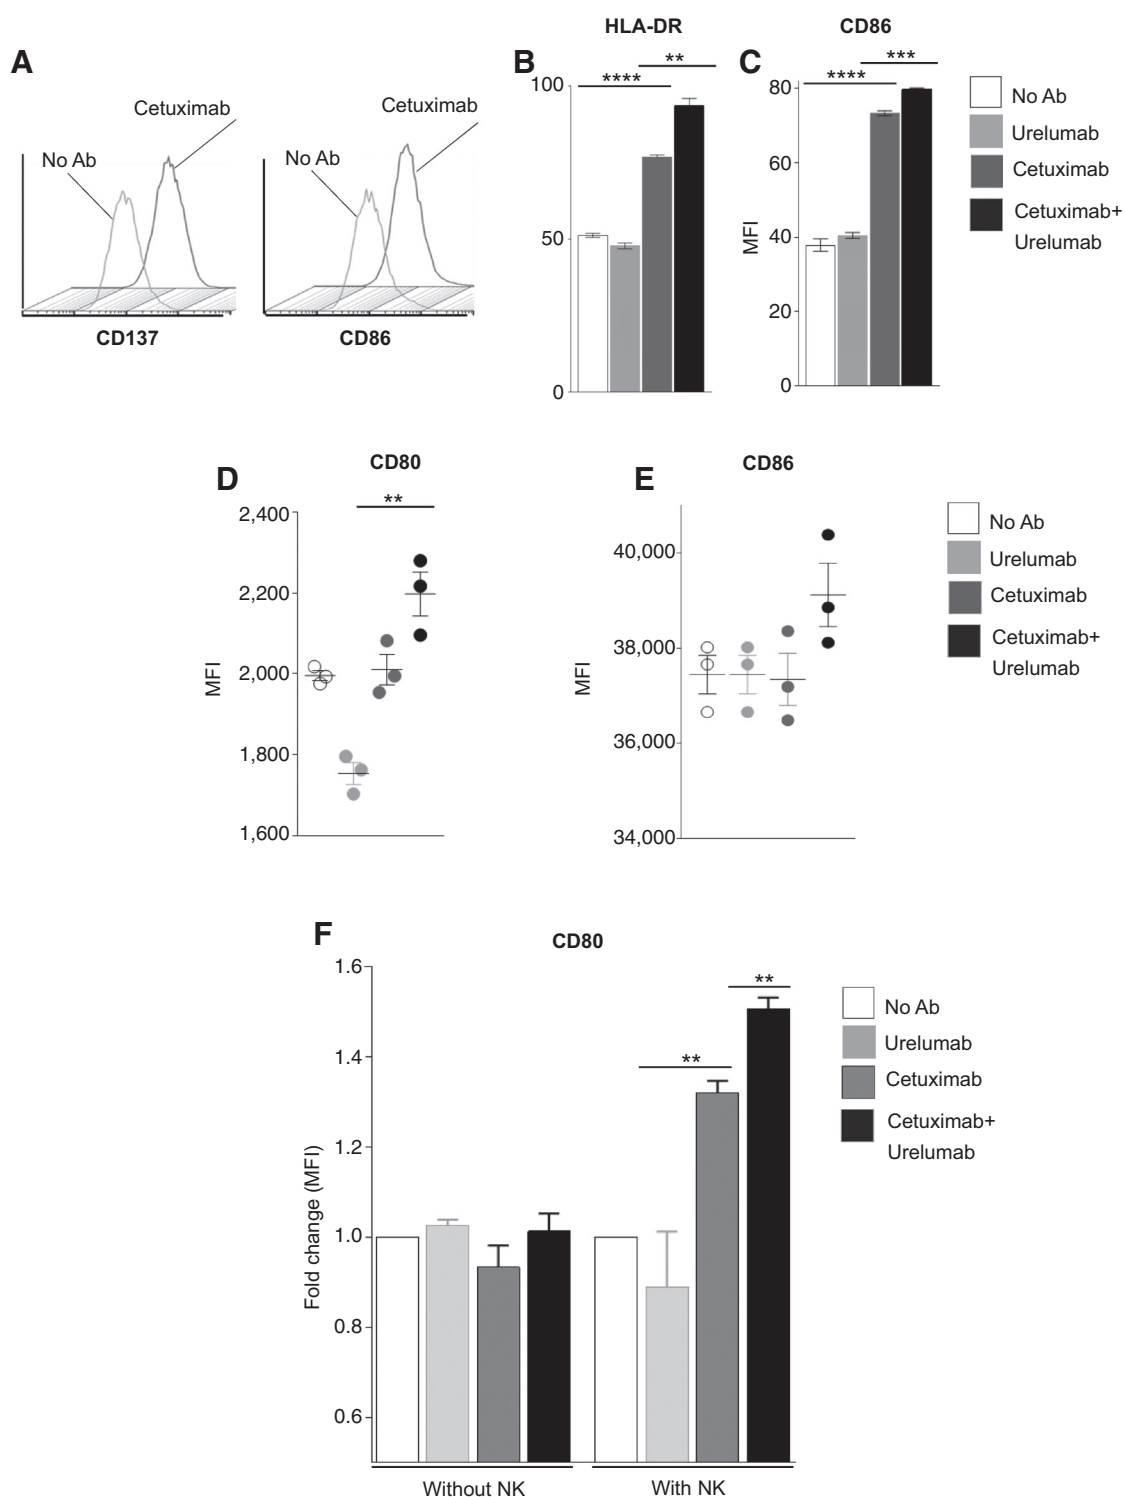 A
Cetuximab
No Ab
CD137
Cetuximab
No Ab
CD86
B
HLA-DR
**
****
100
50
0
C
CD86
***
****
MFI
80
60
40
20
0
No Ab
Urelumab
Cetuximab
Cetuximab+
Urelumab
D
CD80
**
MFI
2,400
2,200
2,000
1,800
1,600
E
CD86
MFI
40,000
38,000
36,000
34,000
No Ab
Urelumab
Cetuximab
Cetuximab+
Urelumab
F
CD80
**
**
Fold change (MFI)
1.6
1.4
1.2
1.0
0.8
0.6
Without NK
With NK
No Ab
Urelumab
Cetuximab
Cetuximab+
Urelumab